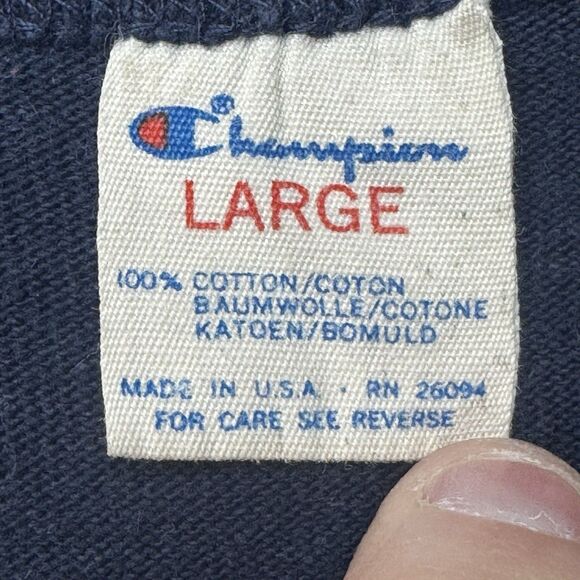 Champion®
LARGE
100% COTTON/COTON
BAUMWOLLE/COTONE
KATOEN/BOMULD
MADE IN U.S.A. · RN 26094
FOR CARE SEE REVERSE